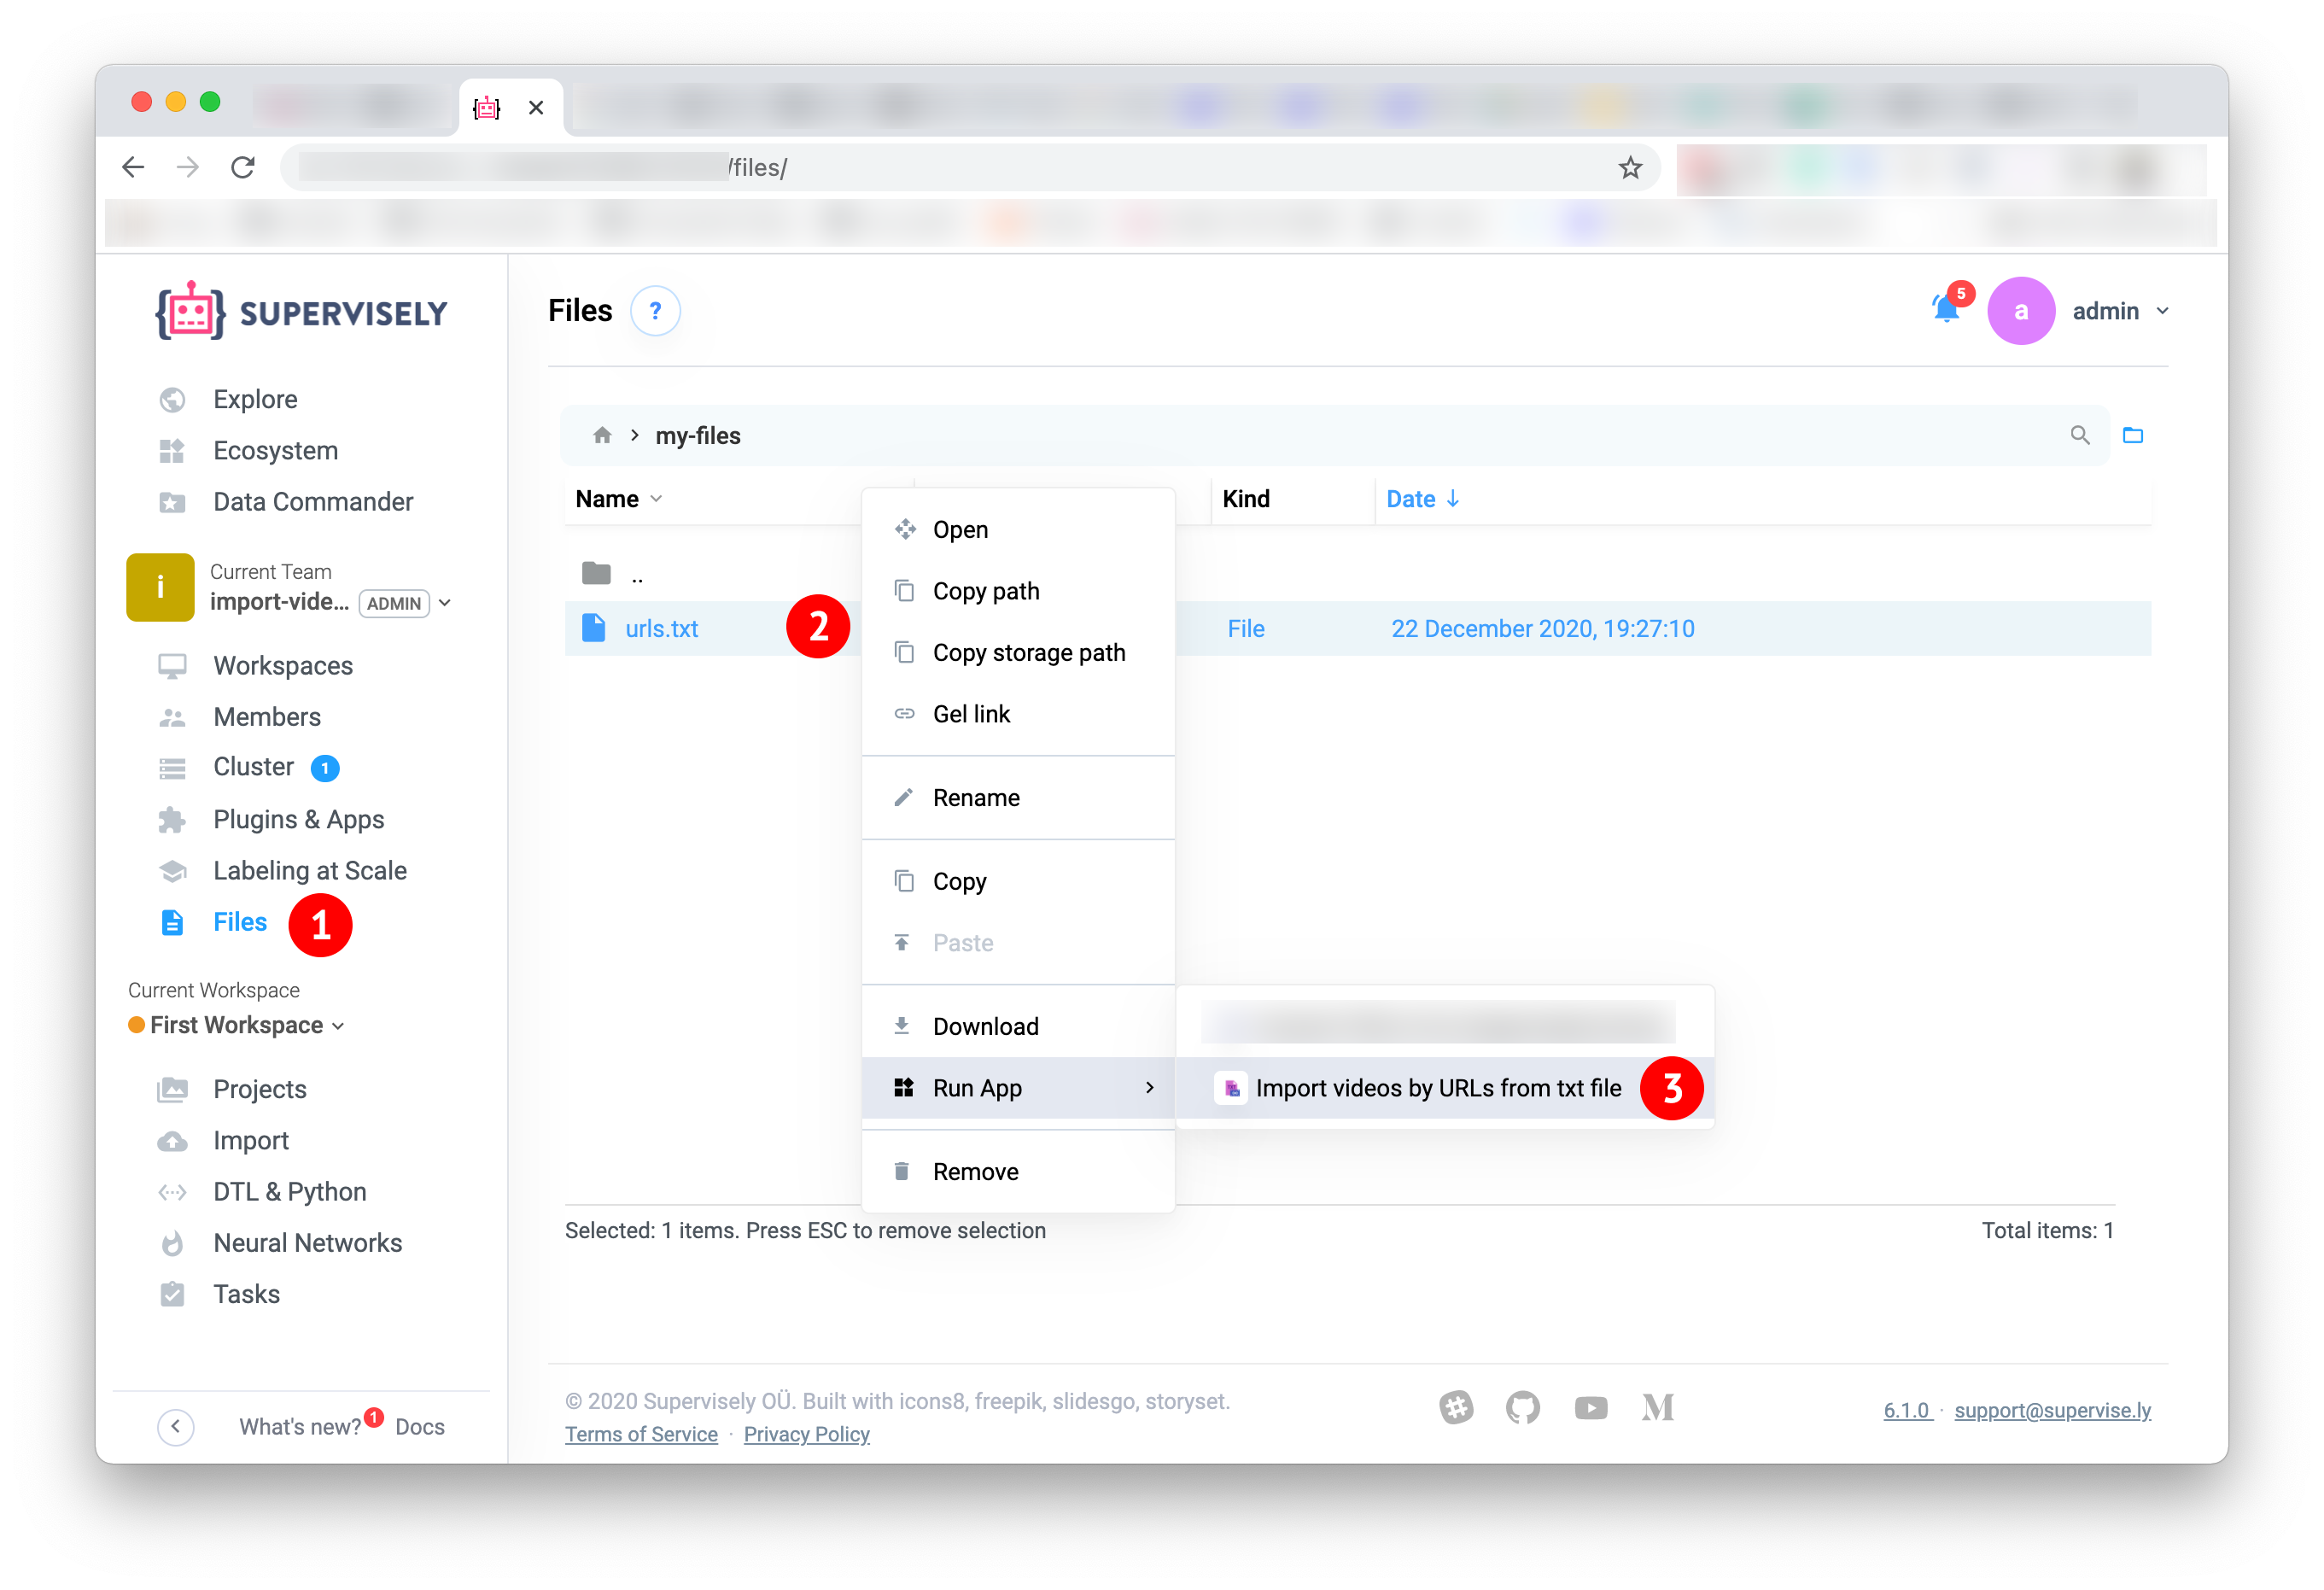 /files/
SUPERVISELY
Explore
Ecosystem
Data Commander
i
Current Team
import-vide... ADMIN
Workspaces
Members
Cluster 1
Plugins & Apps
Labeling at Scale
Files 1
Current Workspace
First Workspace
Projects
Import
DTL & Python
Neural Networks
Tasks
What's new? 1 Docs
Files ?
5 a admin
my-files
Name Kind Date
..
urls.txt 2 File 22 December 2020, 19:27:10
Open
Copy path
Copy storage path
Gel link
Rename
Copy
Paste
Download
Run App
Import videos by URLs from txt file 3
Remove
Selected: 1 items. Press ESC to remove selection
Total items: 1
© 2020 Supervisely OÜ. Built with icons8, freepik, slidesgo, storyset.
Terms of Service · Privacy Policy
6.1.0 · support@supervise.ly